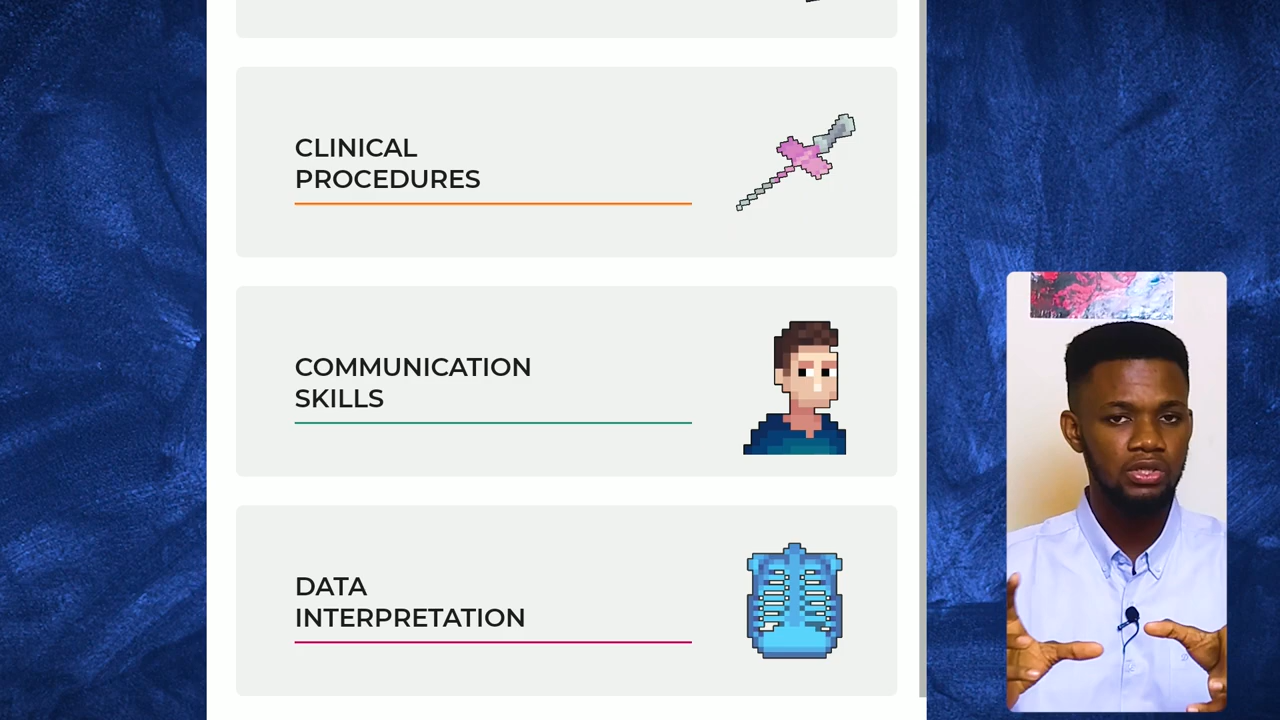 CLINICAL
PROCEDURES
COMMUNICATION
SKILLS
DATA
INTERPRETATION